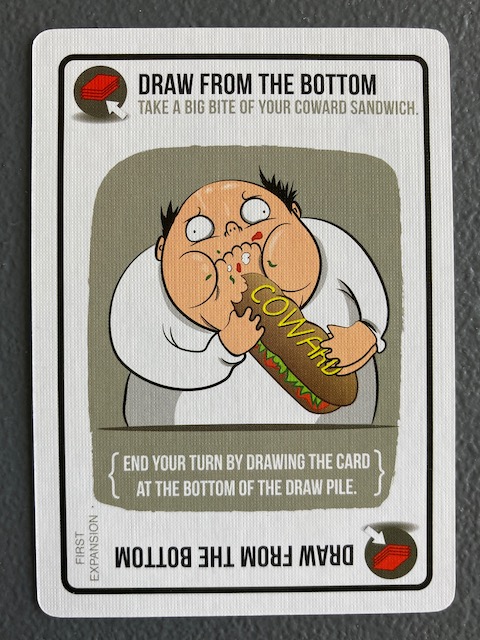 DRAW FROM THE BOTTOM
TAKE A BIG BITE OF YOUR COWARD SANDWICH.
COWARD
END YOUR TURN BY DRAWING THE CARD
AT THE BOTTOM OF THE DRAW PILE.
FIRST
EXPANSION
DRAW FROM THE BOTTOM